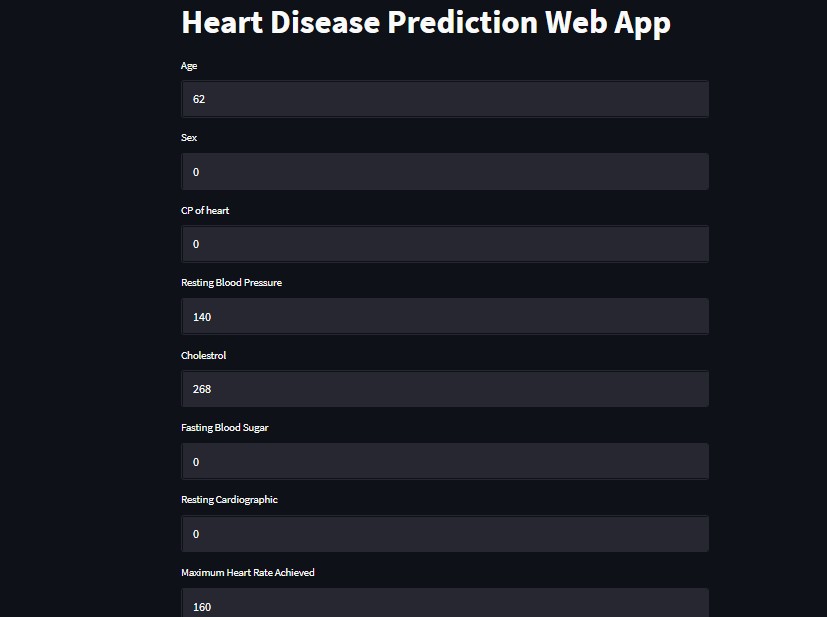 Heart Disease Prediction Web App
Age
62
Sex
0
CP of heart
0
Resting Blood Pressure
140
Cholestrol
268
Fasting Blood Sugar
0
Resting Cardiographic
0
Maximum Heart Rate Achieved
160